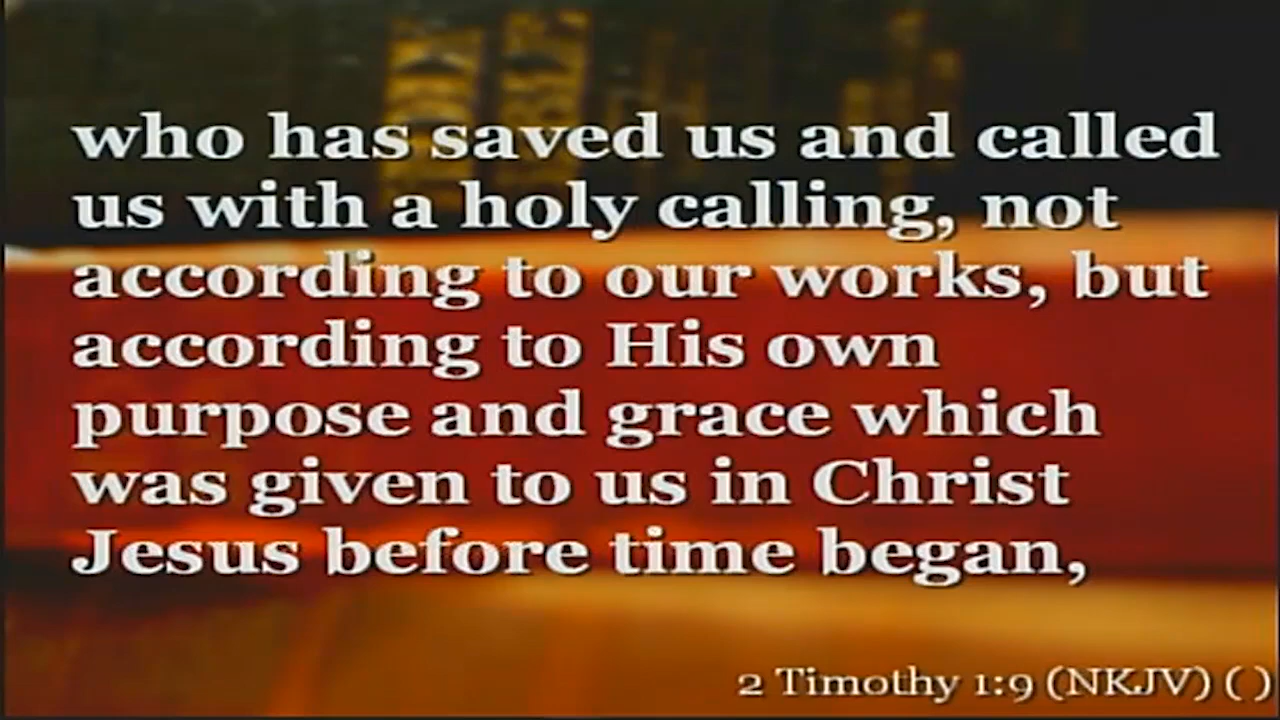 who has saved us and called
us with a holy calling, not
according to our works, but
according to His own
purpose and grace which
was given to us in Christ
Jesus before time began,
2 Timothy 1:9 (NKJV) ( )